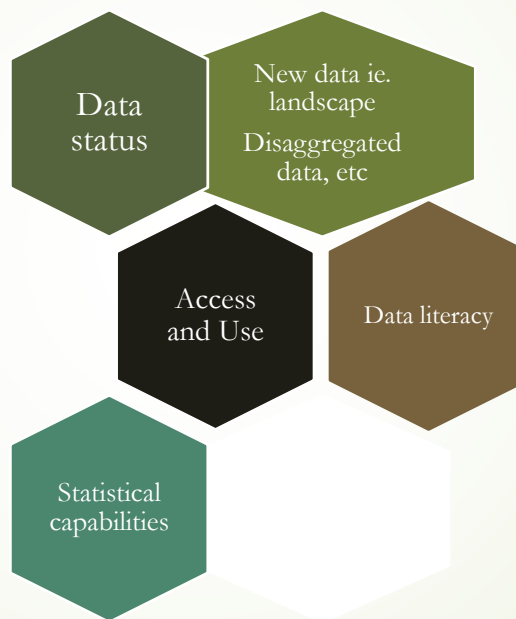 Data
status
New data ie.
landscape
Disaggregated
data, etc
Access
and Use
Data literacy
Statistical
capabilities